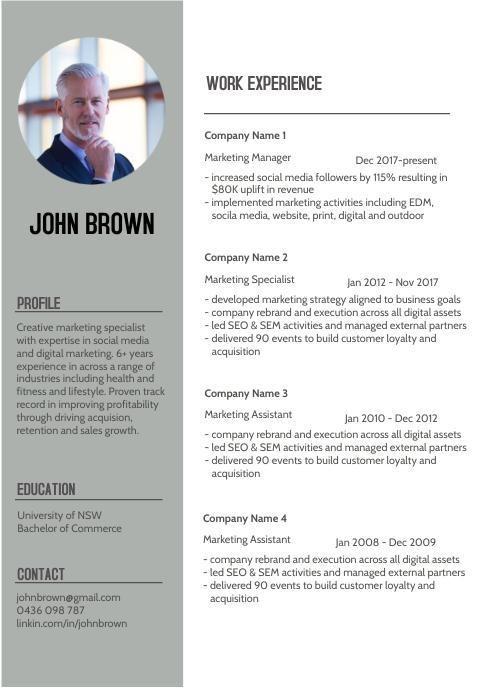 JOHN BROWN
PROFILE
Creative marketing specialist
with expertise in social media
and digital marketing. 6+ years
experience in across a range of
industries including health and
fitness and lifestyle. Proven track
record in improving profitability
through driving acquision,
retention and sales growth.
EDUCATION
University of NSW
Bachelor of Commerce
CONTACT
johnbrown@gmail.com
0436 098 787
linkin.com/in/johnbrown
WORK EXPERIENCE
Company Name 1
Marketing Manager
Dec 2017-present
- increased social media followers by 115% resulting in
$80K uplift in revenue
- implemented marketing activities including EDM,
socila media, website, print, digital and outdoor
Company Name 2
Marketing Specialist
Jan 2012 - Nov 2017
- developed marketing strategy aligned to business goals
- company rebrand and execution across all digital assets
- led SEO & SEM activities and managed external partners
- delivered 90 events to build customer loyalty and
acquisition
Company Name 3
Marketing Assistant
Jan 2010 - Dec 2012
- company rebrand and execution across all digital assets
- led SEO & SEM activities and managed external partners
- delivered 90 events to build customer loyalty and
acquisition
Company Name 4
Marketing Assistant
Jan 2008 - Dec 2009
- company rebrand and execution across all digital assets
- led SEO & SEM activities and managed external partners
- delivered 90 events to build customer loyalty and
acquisition